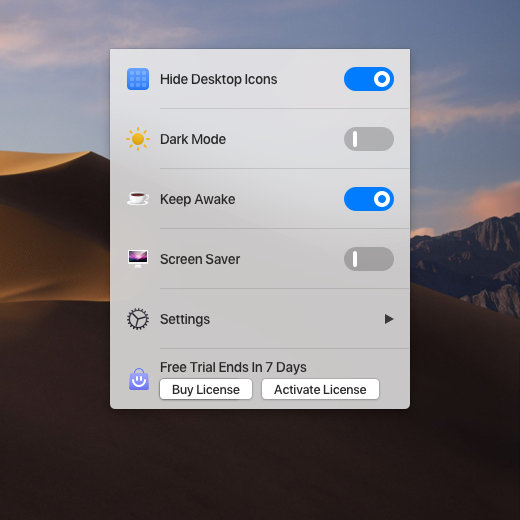 Hide Desktop Icons
Dark Mode
Keep Awake
Screen Saver
Settings
Free Trial Ends In 7 Days
Buy License Activate License